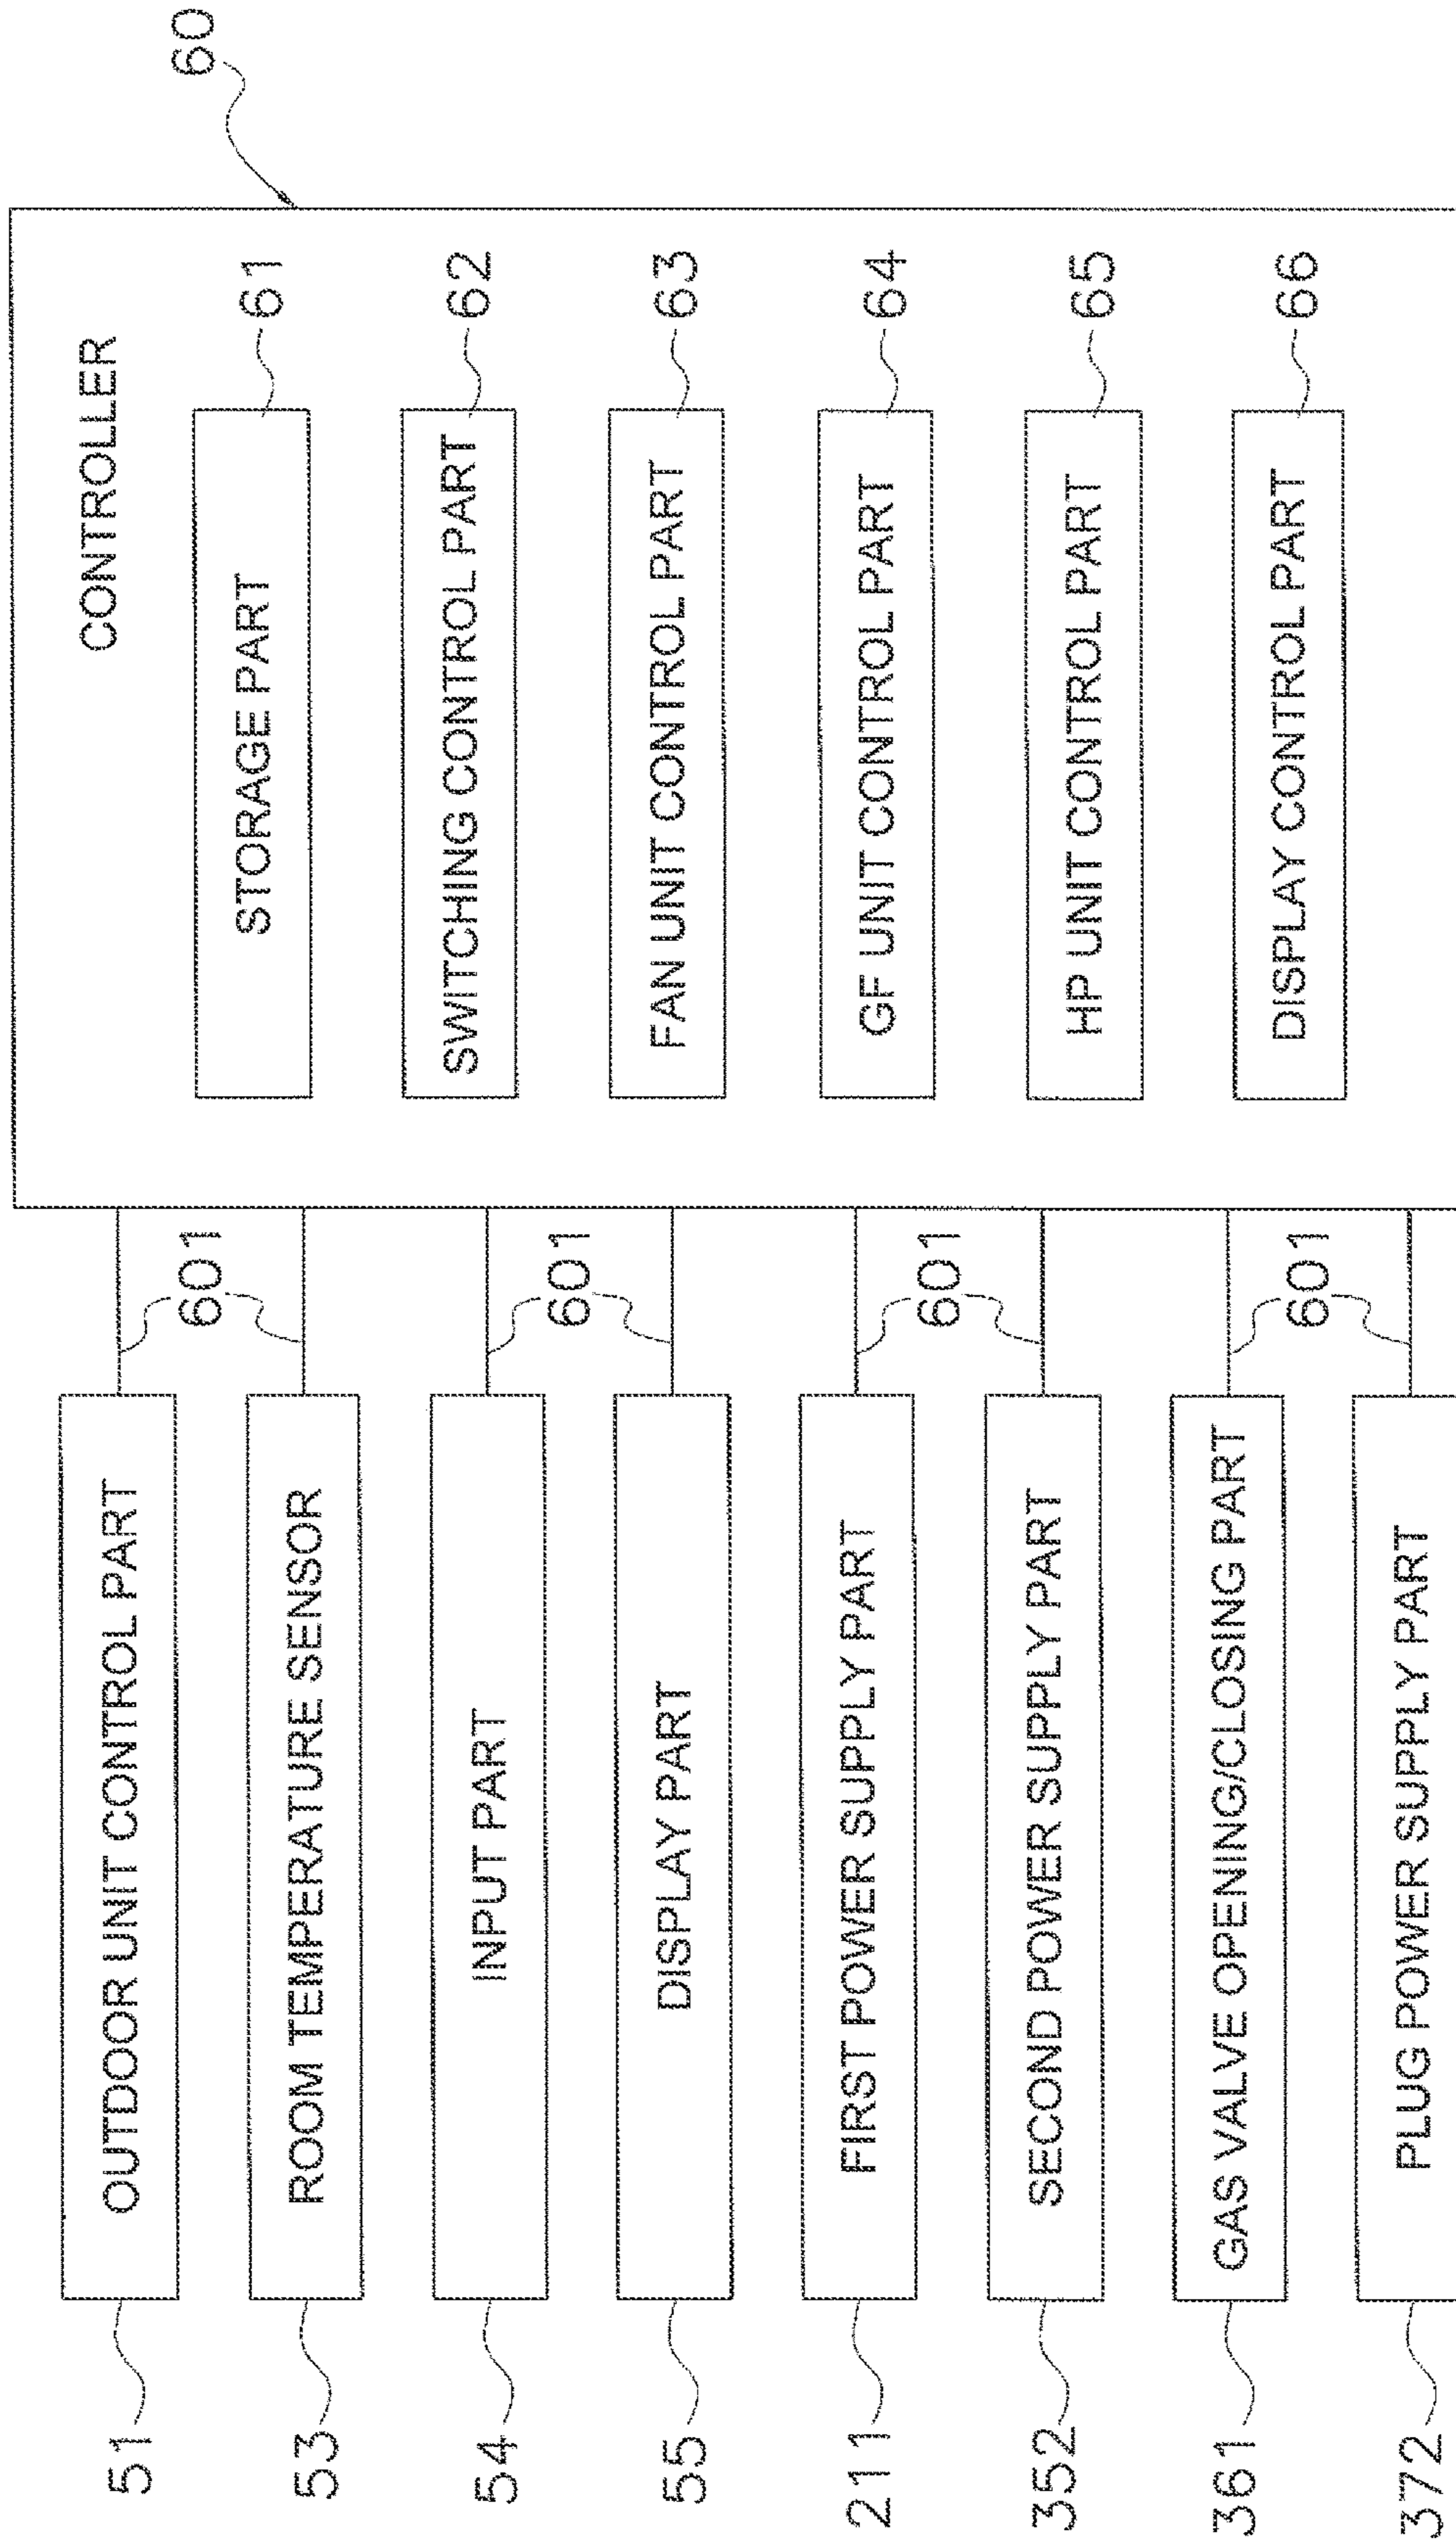 60
CONTROLLER
51
OUTDOOR UNIT CONTROL PART
601
53
ROOM TEMPERATURE SENSOR
54
INPUT PART
601
55
DISPLAY PART
211
FIRST POWER SUPPLY PART
601
352
SECOND POWER SUPPLY PART
361
GAS VALVE OPENING/CLOSING PART
601
372
PLUG POWER SUPPLY PART
STORAGE PART
61
SWITCHING CONTROL PART
62
FAN UNIT CONTROL PART
63
GF UNIT CONTROL PART
64
HP UNIT CONTROL PART
65
DISPLAY CONTROL PART
66